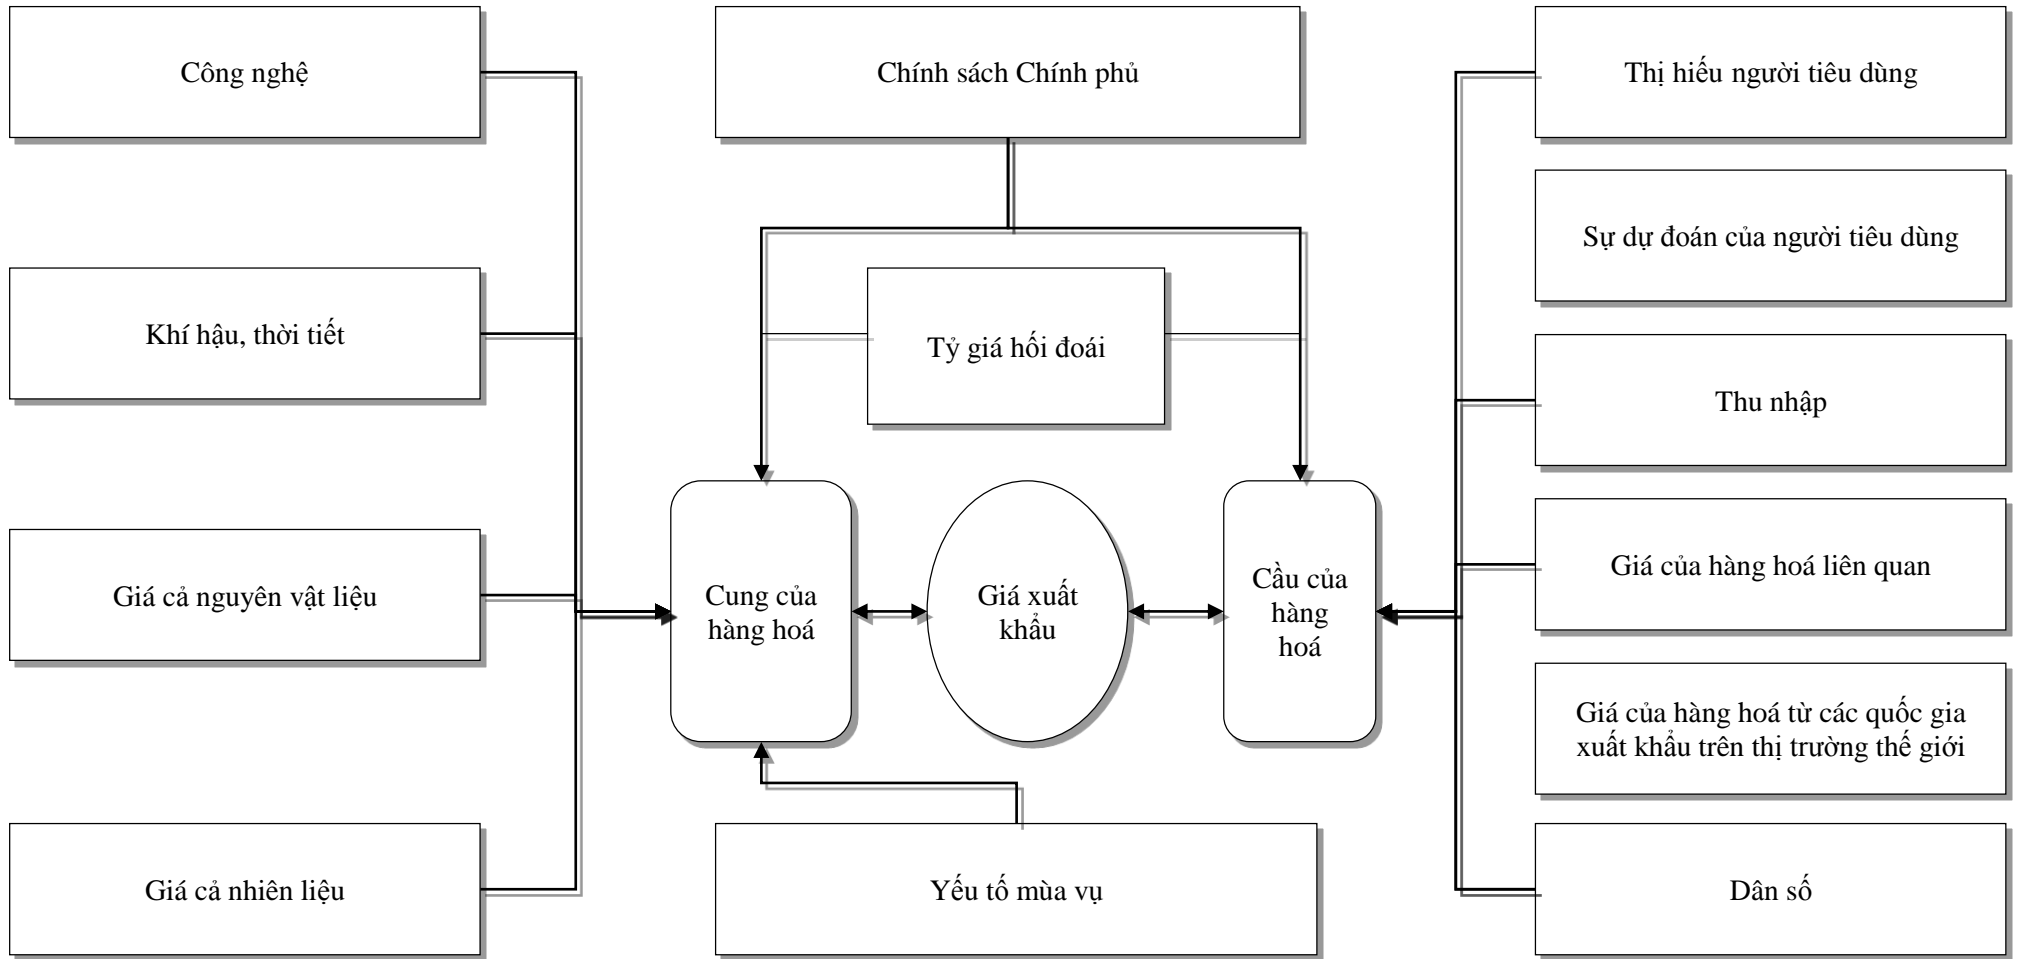 Công nghệ
Chính sách Chính phủ
Thị hiếu người tiêu dùng
Sự dự đoán của người tiêu dùng
Khí hậu, thời tiết
Tỷ giá hối đoái
Thu nhập
Giá cả nguyên vật liệu
Cung của
hàng hoá
Giá xuất
khẩu
Cầu của
hàng
hoá
Giá của hàng hoá liên quan
Giá của hàng hoá từ các quốc gia
xuất khẩu trên thị trường thế giới
Giá cả nhiên liệu
Yếu tố mùa vụ
Dân số